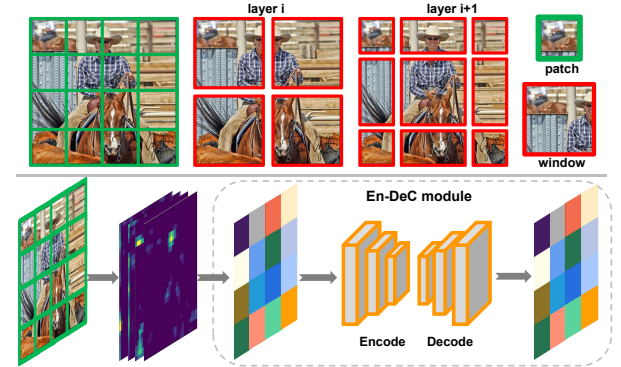 layer i
layer i+1
patch
window
En-DeC module
Encode
Decode